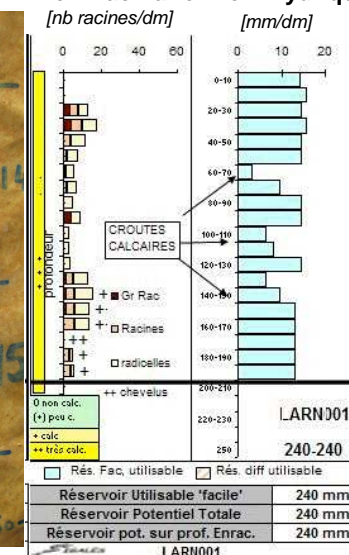 [nb racines/dm] [mm/dm]
0 20 40 60 0 10 20
0-10
20-30
40-50
60-70
80-90
100-110
120-130
140-150
160-170
180-190
200-210
220-230
250
profondeur
CROUTES
CALCAIRES
Gr Rac
Racines
radicelles
++ chevelus
0 non calc.
(+) peu c.
+ calc
++ très calc.
LARN001
240-240
Rés. Fac, utilisable Rés. diff utilisable
Réservoir Utilisable 'facile' 240 mm
Réservoir Potentiel Totale 240 mm
Réservoir pot. sur prof. Enrac. 240 mm
LARN001